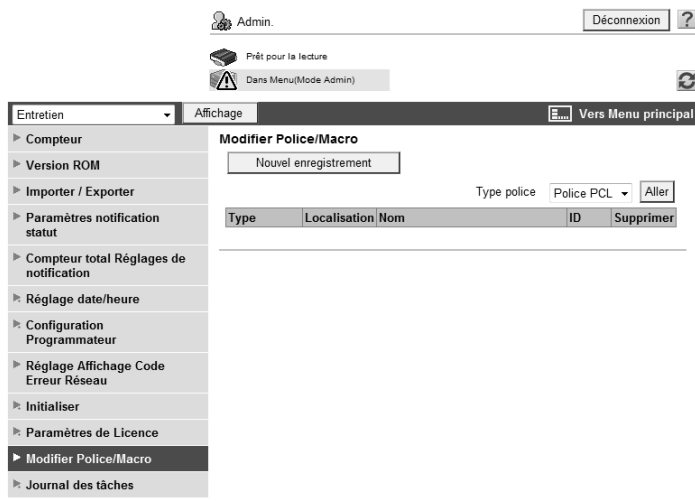 Admin.
Déconnexion
?
Prêt pour la lecture
Dans Menu(Mode Admin)
Entretien
Affichage
Vers Menu principal
Compteur
Version ROM
Importer / Exporter
Paramètres notification
statut
Compteur total Réglages de
notification
Réglage date/heure
Configuration
Programmateur
Réglage Affichage Code
Erreur Réseau
Initialiser
Paramètres de Licence
Modifier Police/Macro
Journal des tâches
Modifier Police/Macro
Nouvel enregistrement
Type police Police PCL Aller
Type Localisation Nom ID Supprimer